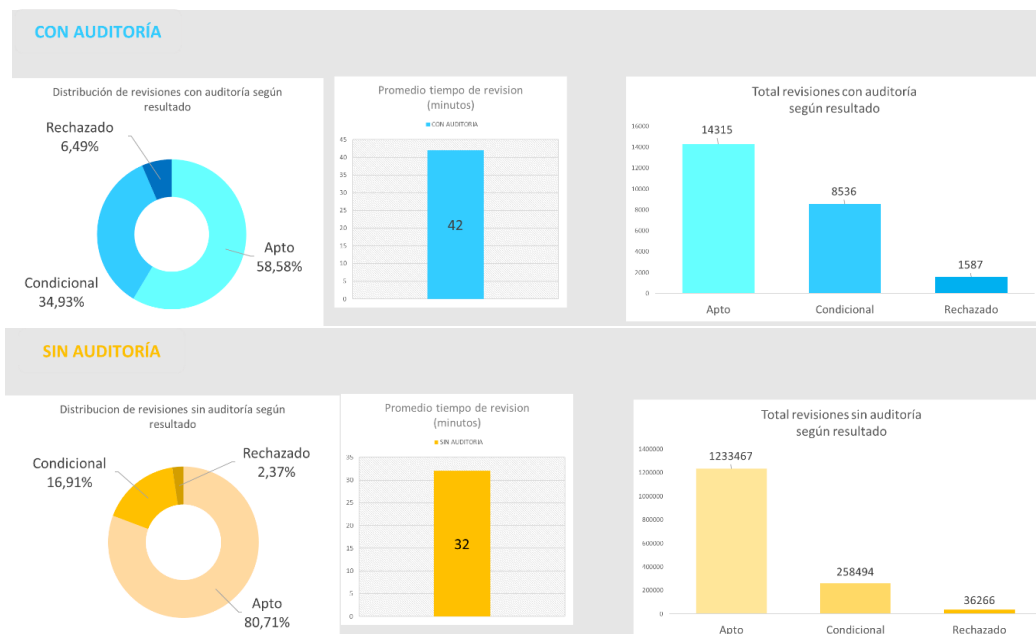 CON AUDITORÍA
Distribución de revisiones con auditoría según
resultado
Rechazado
6,49%
Apto
58,58%
Condicional
34,93%
Promedio tiempo de revision
(minutos)
CON AUDITORIA
45
40
35
30
25
20
15
10
5
0
42
Total revisiones con auditoría
según resultado
16000
14000
12000
10000
8000
6000
4000
2000
0
14315
8536
1587
Apto
Condicional
Rechazado
SIN AUDITORÍA
Distribucion de revisiones sin auditoría según
resultado
Condicional
16,91%
Rechazado
2,37%
Apto
80,71%
Promedio tiempo de revision
(minutos)
SIN AUDITORIA
35
30
25
20
15
10
5
0
32
Total revisiones sin auditoría
según resultado
1400000
1200000
1000000
800000
600000
400000
200000
0
1233467
258494
36266
Apto
Condicional
Rechazado